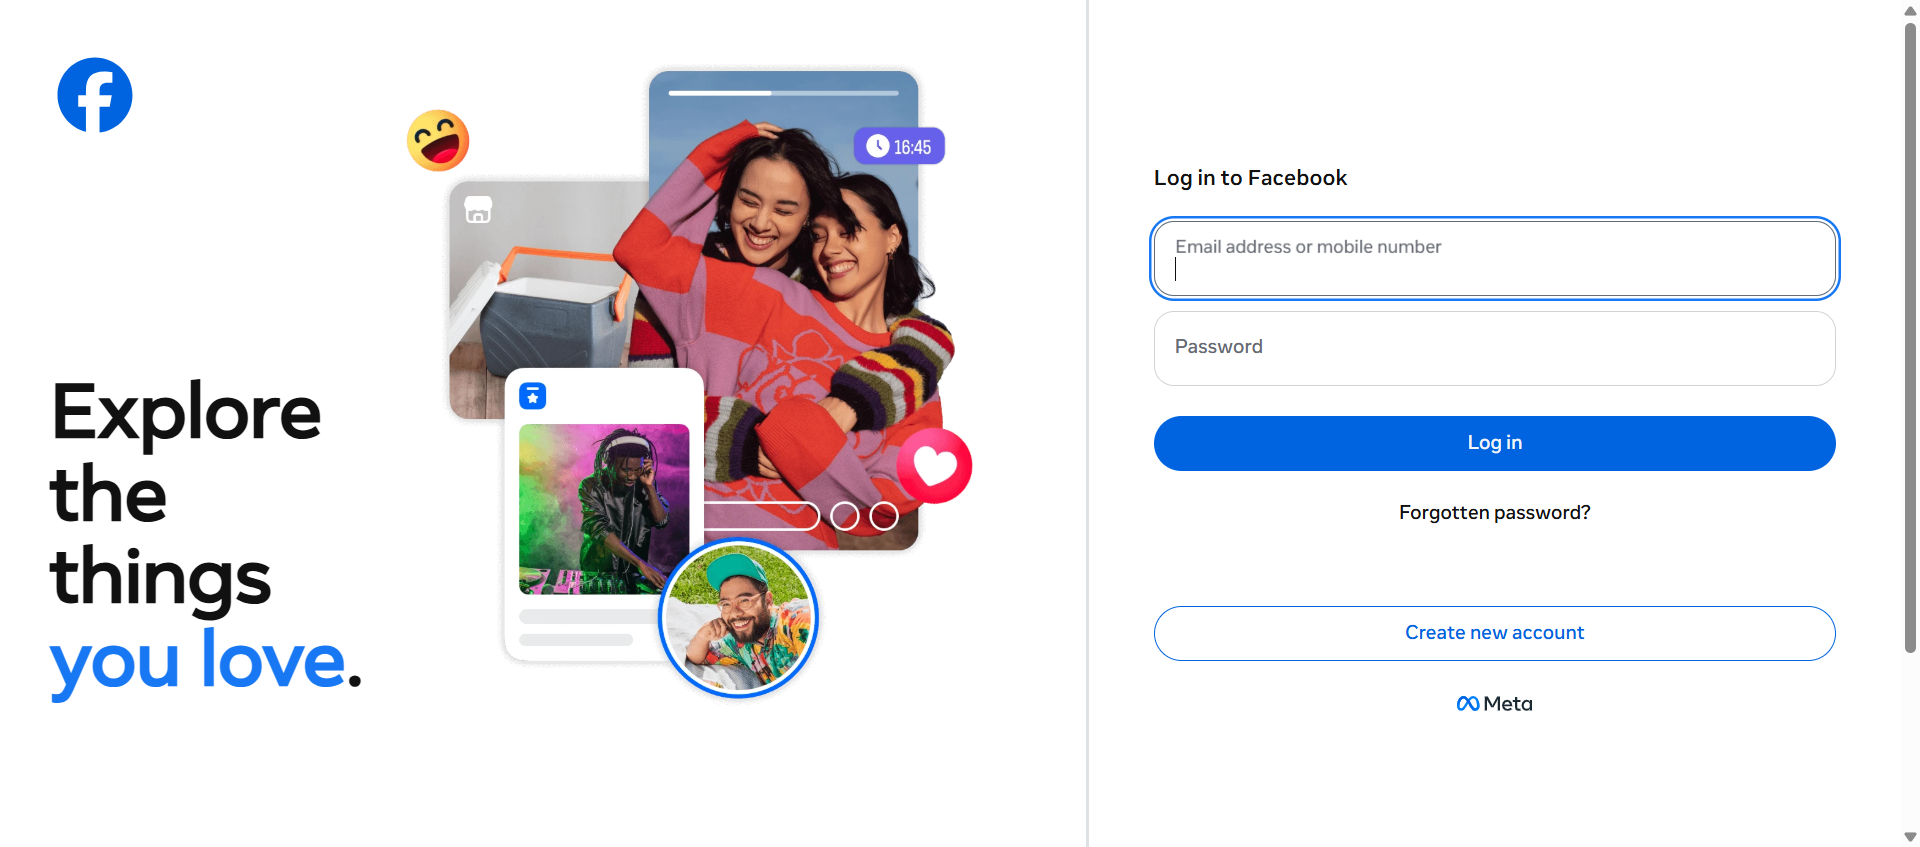 16:45
Explore
the
things
you love.
Log in to Facebook
Email address or mobile number
Password
Log in
Forgotten password?
Create new account
Meta